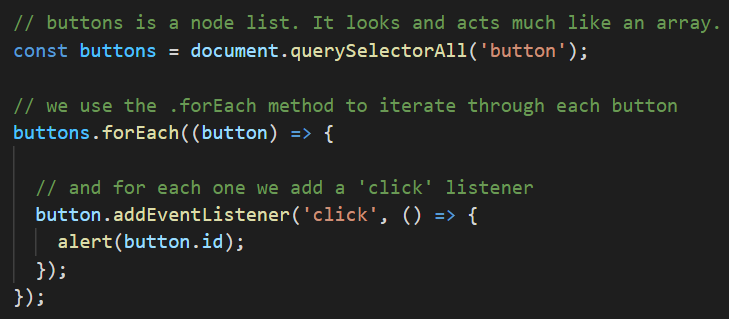 // buttons is a node list. It looks and acts much like an array.
const buttons = document.querySelectorAll('button');
// we use the .forEach method to iterate through each button
buttons.forEach((button) => {
// and for each one we add a 'click' listener
button.addEventListener('click', () => {
alert(button.id);
});
});